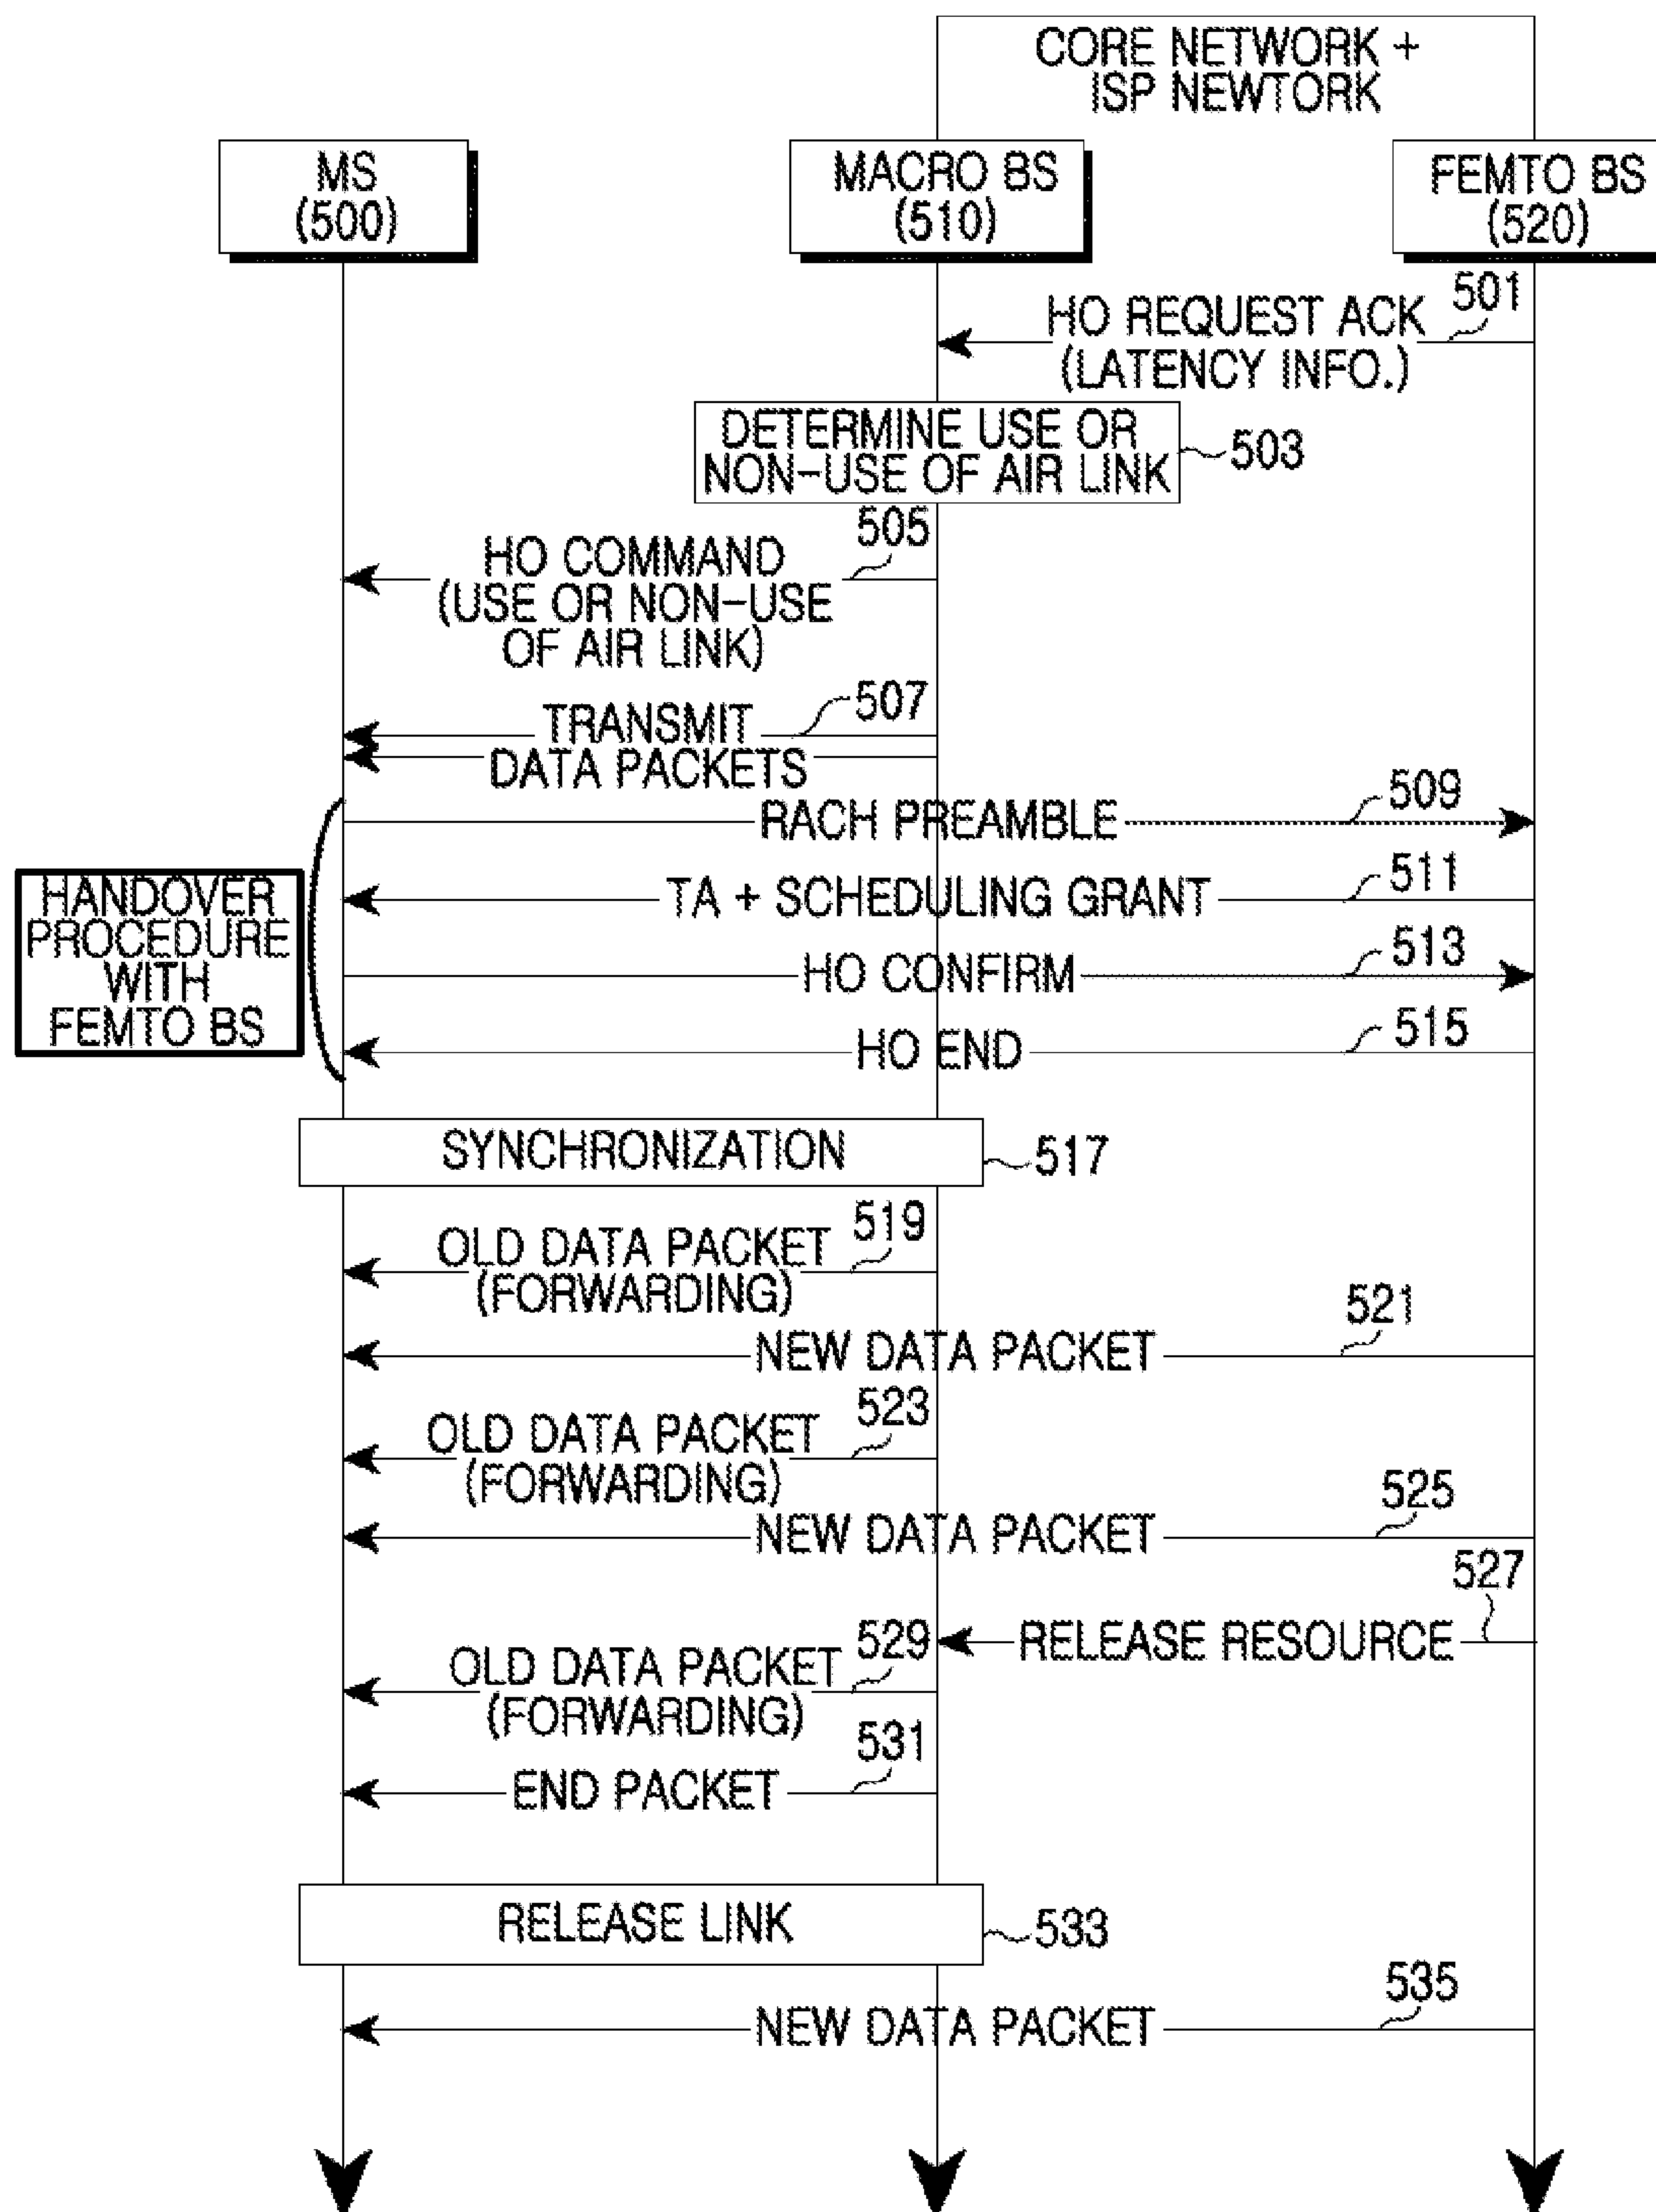 CORE NETWORK +
ISP NEWTORK
MS
(500)
MACRO BS
(510)
FEMTO BS
(520)
501
HO REQUEST ACK
(LATENCY INFO.)
DETERMINE USE OR
NON-USE OF AIR LINK
503
505
HO COMMAND
(USE OR NON-USE
OF AIR LINK)
507
TRANSMIT
DATA PACKETS
509
RACH PREAMBLE
HANDOVER
PROCEDURE
WITH
FEMTO BS
511
TA + SCHEDULING GRANT
513
HO CONFIRM
515
HO END
SYNCHRONIZATION
517
519
OLD DATA PACKET
(FORWARDING)
521
NEW DATA PACKET
523
OLD DATA PACKET
(FORWARDING)
525
NEW DATA PACKET
527
RELEASE RESOURCE
529
OLD DATA PACKET
(FORWARDING)
531
END PACKET
RELEASE LINK
533
535
NEW DATA PACKET